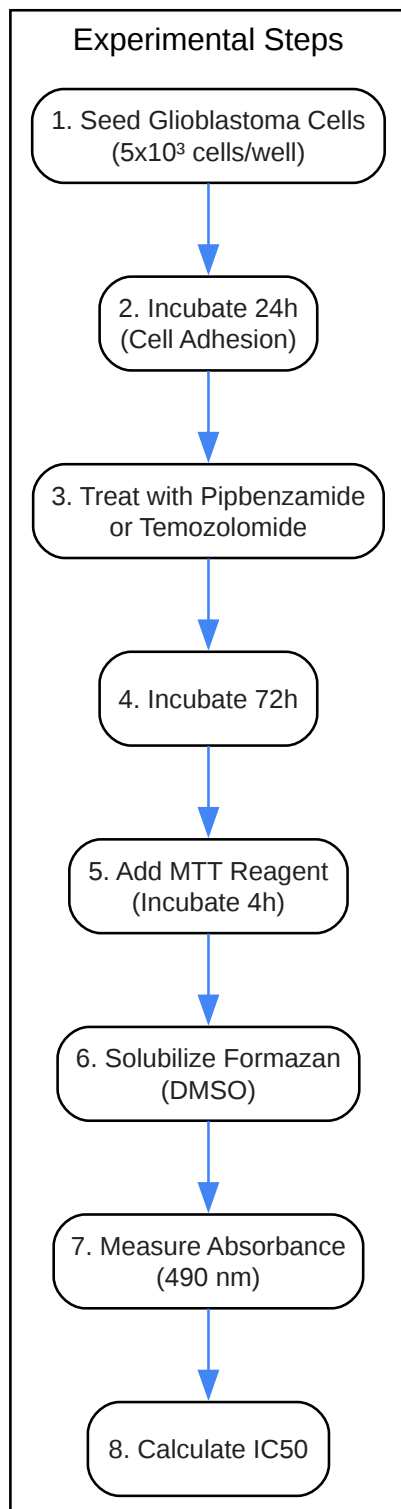 Experimental Steps
1. Seed Glioblastoma Cells
(5x10³ cells/well)
2. Incubate 24h
(Cell Adhesion)
3. Treat with Pipbenzamide
or Temozolomide
4. Incubate 72h
5. Add MTT Reagent
(Incubate 4h)
6. Solubilize Formazan
(DMSO)
7. Measure Absorbance
(490 nm)
8. Calculate IC50